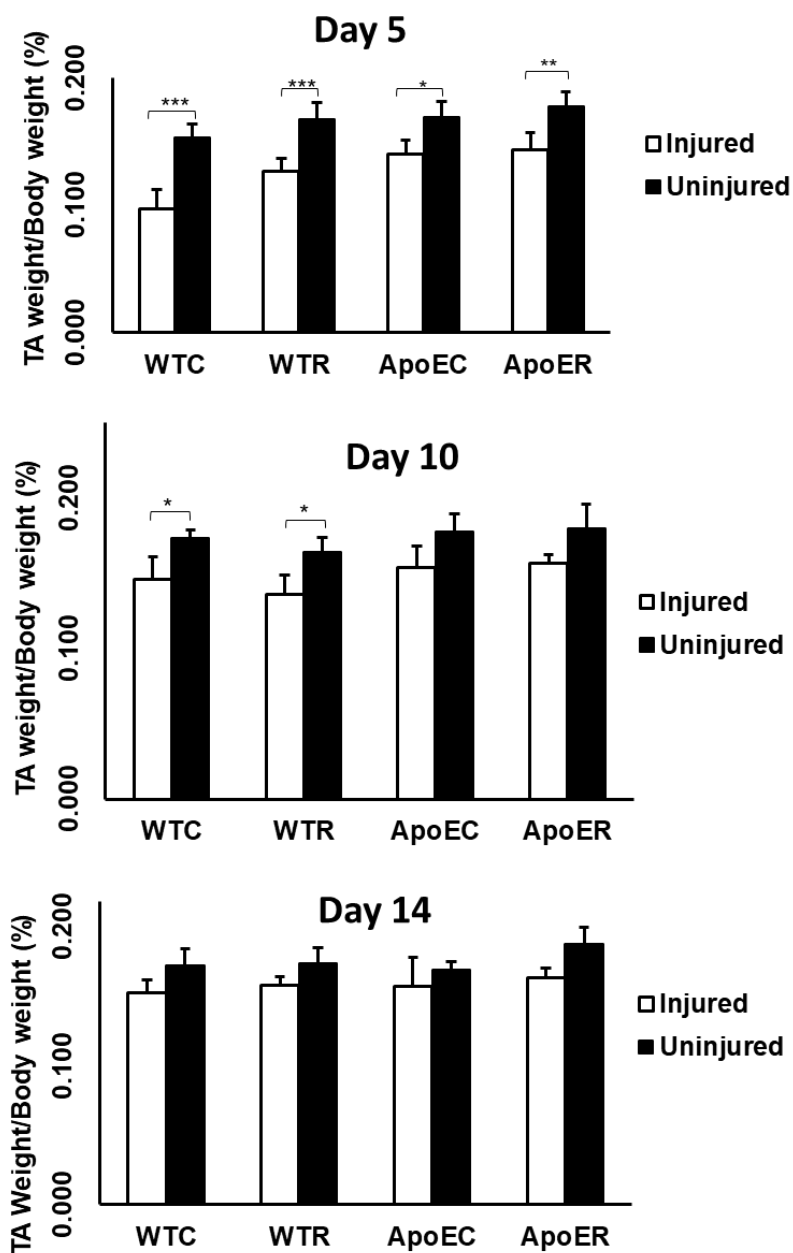 Day 5
TA weight/Body weight (%)
0.200
0.100
0.000
***
***
*
**
Injured
Uninjured
WTC WTR ApoEC ApoER
Day 10
TA weight/Body weight (%)
0.200
0.100
0.000
*
*
Injured
Uninjured
WTC WTR ApoEC ApoER
Day 14
TA Weight/Body weight (%)
0.200
0.100
0.000
Injured
Uninjured
WTC WTR ApoEC ApoER